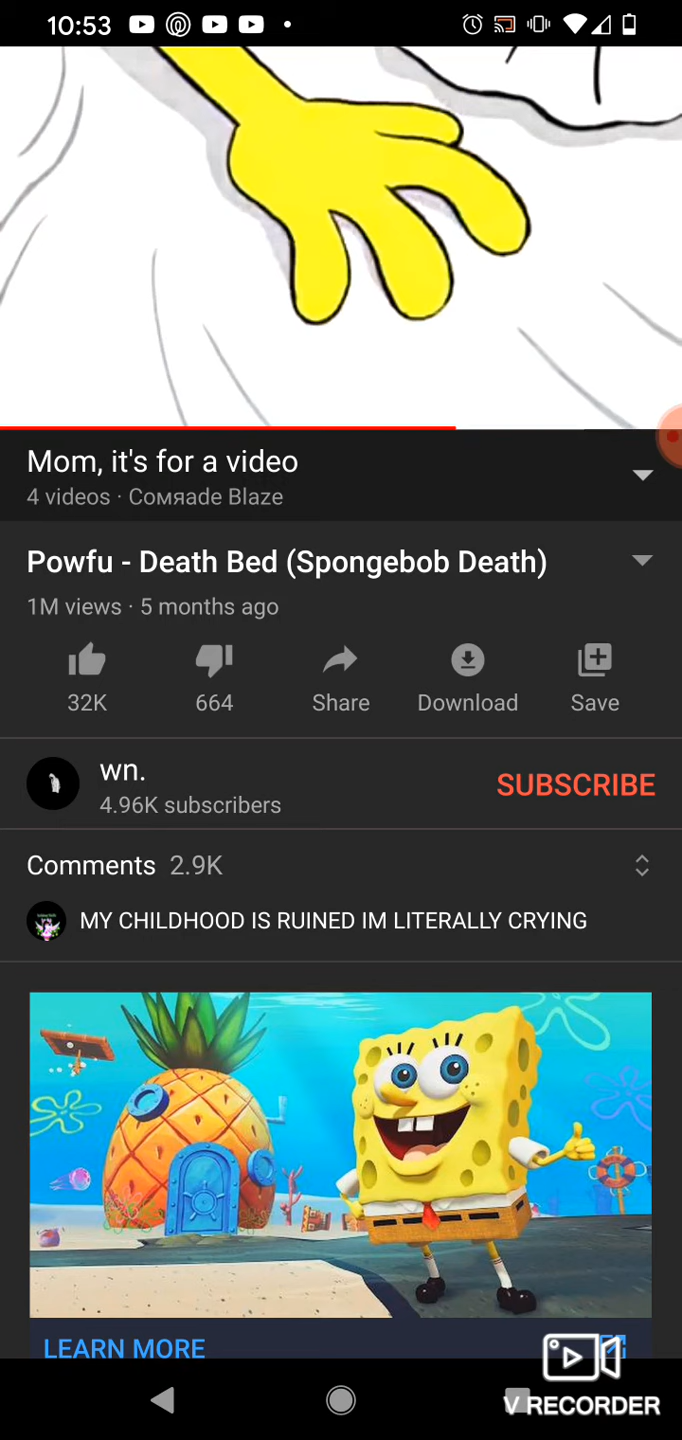 10:53
Mom, it's for a video
4 videos · Comяade Blaze
Powfu - Death Bed (Spongebob Death)
1M views · 5 months ago
32K 664 Share Download Save
wn.
4.96K subscribers
SUBSCRIBE
Comments 2.9K
MY CHILDHOOD IS RUINED IM LITERALLY CRYING
LEARN MORE
V RECORDER